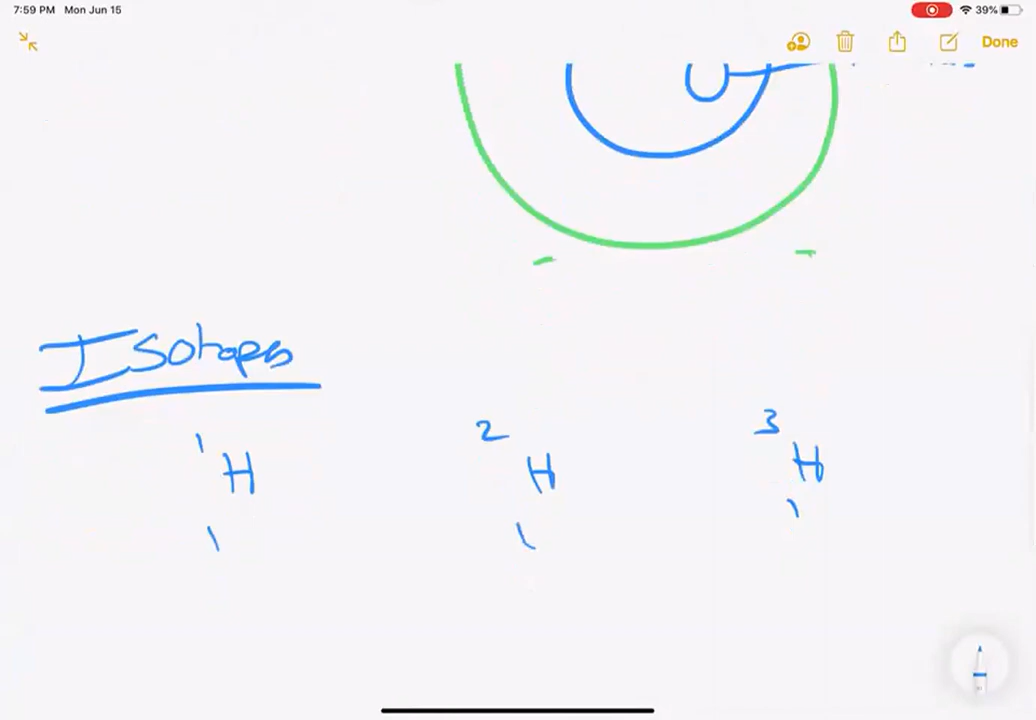 7:59 PM Mon Jun 15 39%
Done
Isotopes
1 H 1
2 H 1
3 H 1